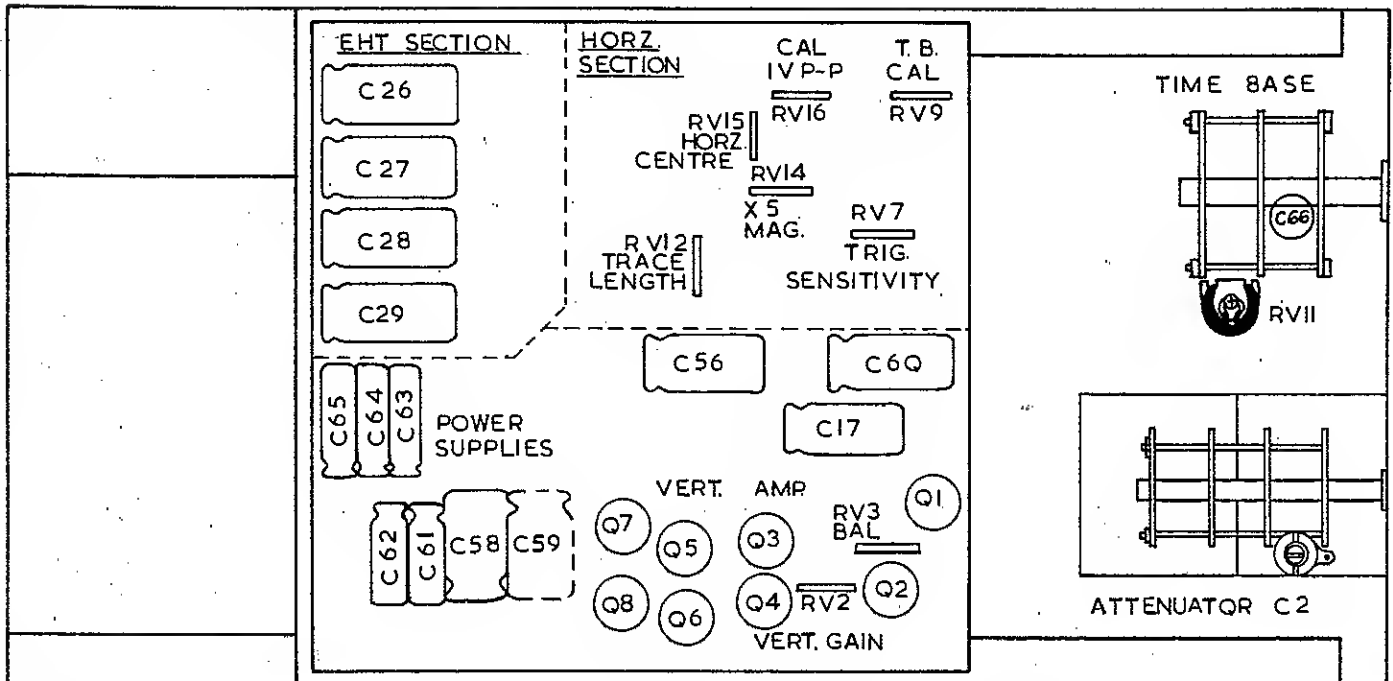 EHT SECTION
C26
C27
C28
C29
HORZ.
SECTION
CAL
1V P-P
RV16
T. B.
CAL
RV9
RV15
HORZ.
CENTRE
RV14
X 5
MAG.
RV7
TRIG.
SENSITIVITY
RV12
TRACE
LENGTH
TIME BASE
C66
RV11
C56
C60
C17
C65
C64
C63
POWER
SUPPLIES
C62
C61
C58
C59
VERT. AMP.
Q7
Q5
Q3
RV3
BAL
Q1
Q8
Q6
Q4
RV2
Q2
VERT. GAIN
ATTENUATOR C2